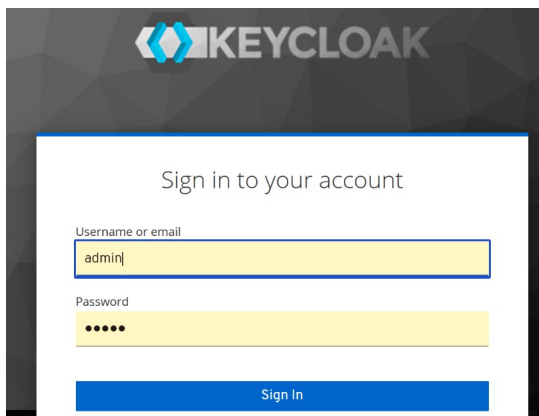 KEYCLOAK
Sign in to your account
Username or email
admin
Password
•••••
Sign In